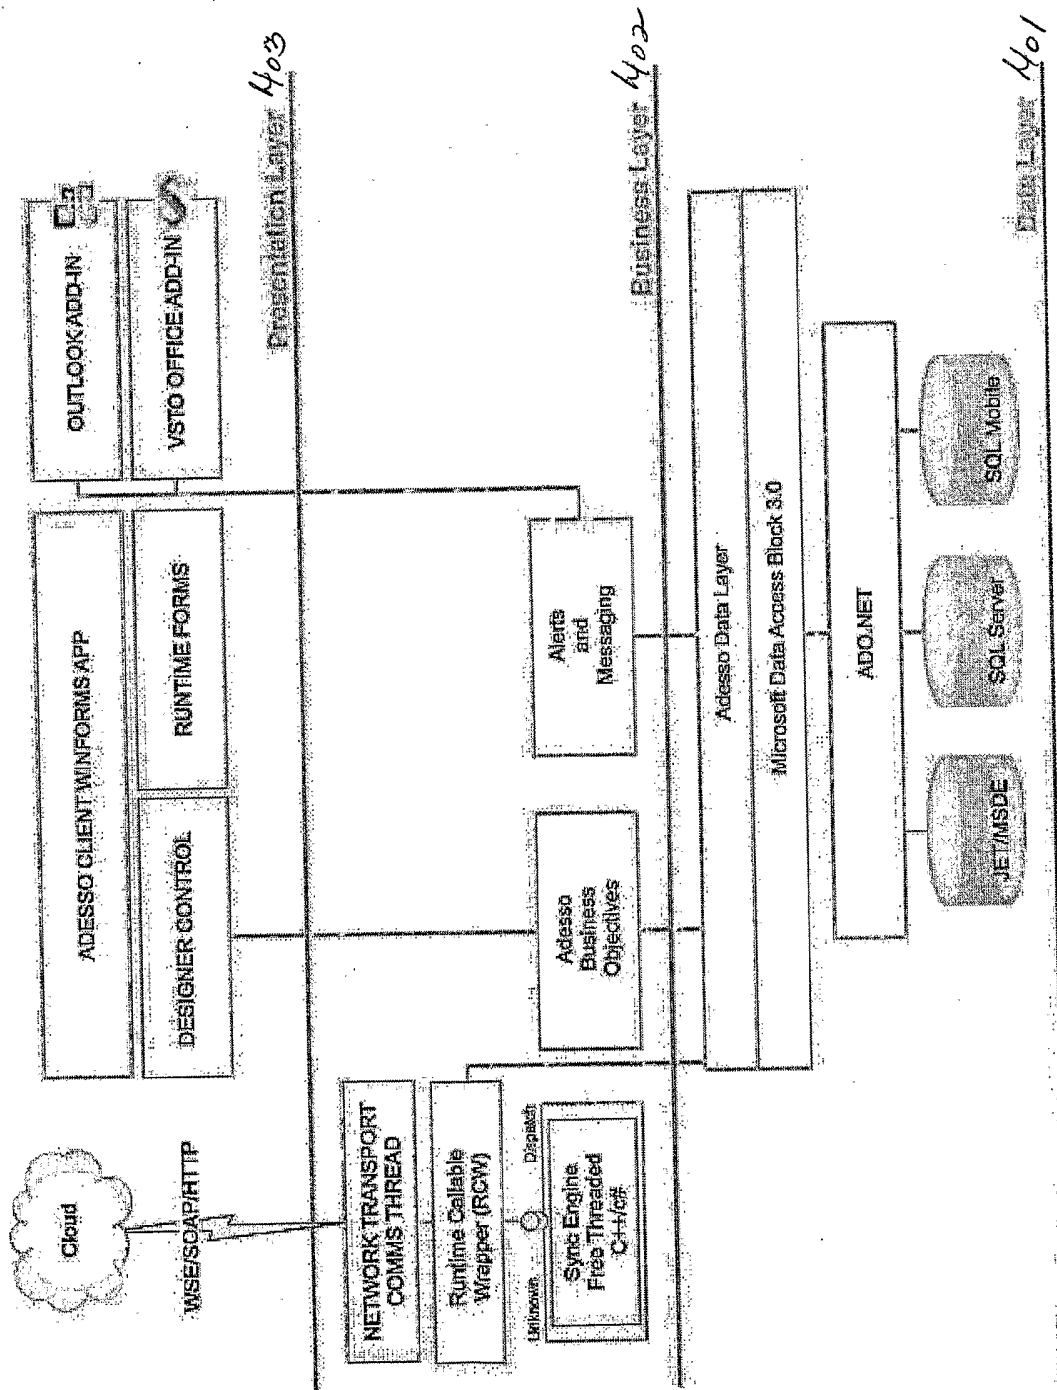 Cloud
WSE/SOAP/HTTP
ADESSO CLIENT WINFORMS APP
DESIGNER CONTROL
RUNTIME FORMS
OUTLOOK ADD-IN
VSTO OFFICE ADD-IN
Presentation Layer 403
NETWORK TRANSPORT
COMMS THREAD
Runtime Callable
Wrapper (RCW)
Unknown
Dispatch
Sync Engine
Free Threaded
C++/c#
Adesso
Business
Objectives
Alerts
and
Messaging
Business Layer 402
Adesso Data Layer
Microsoft Data Access Block 3.0
ADO.NET
JET/MSDE
SQL Server
SQL Mobile
Data Layer 401